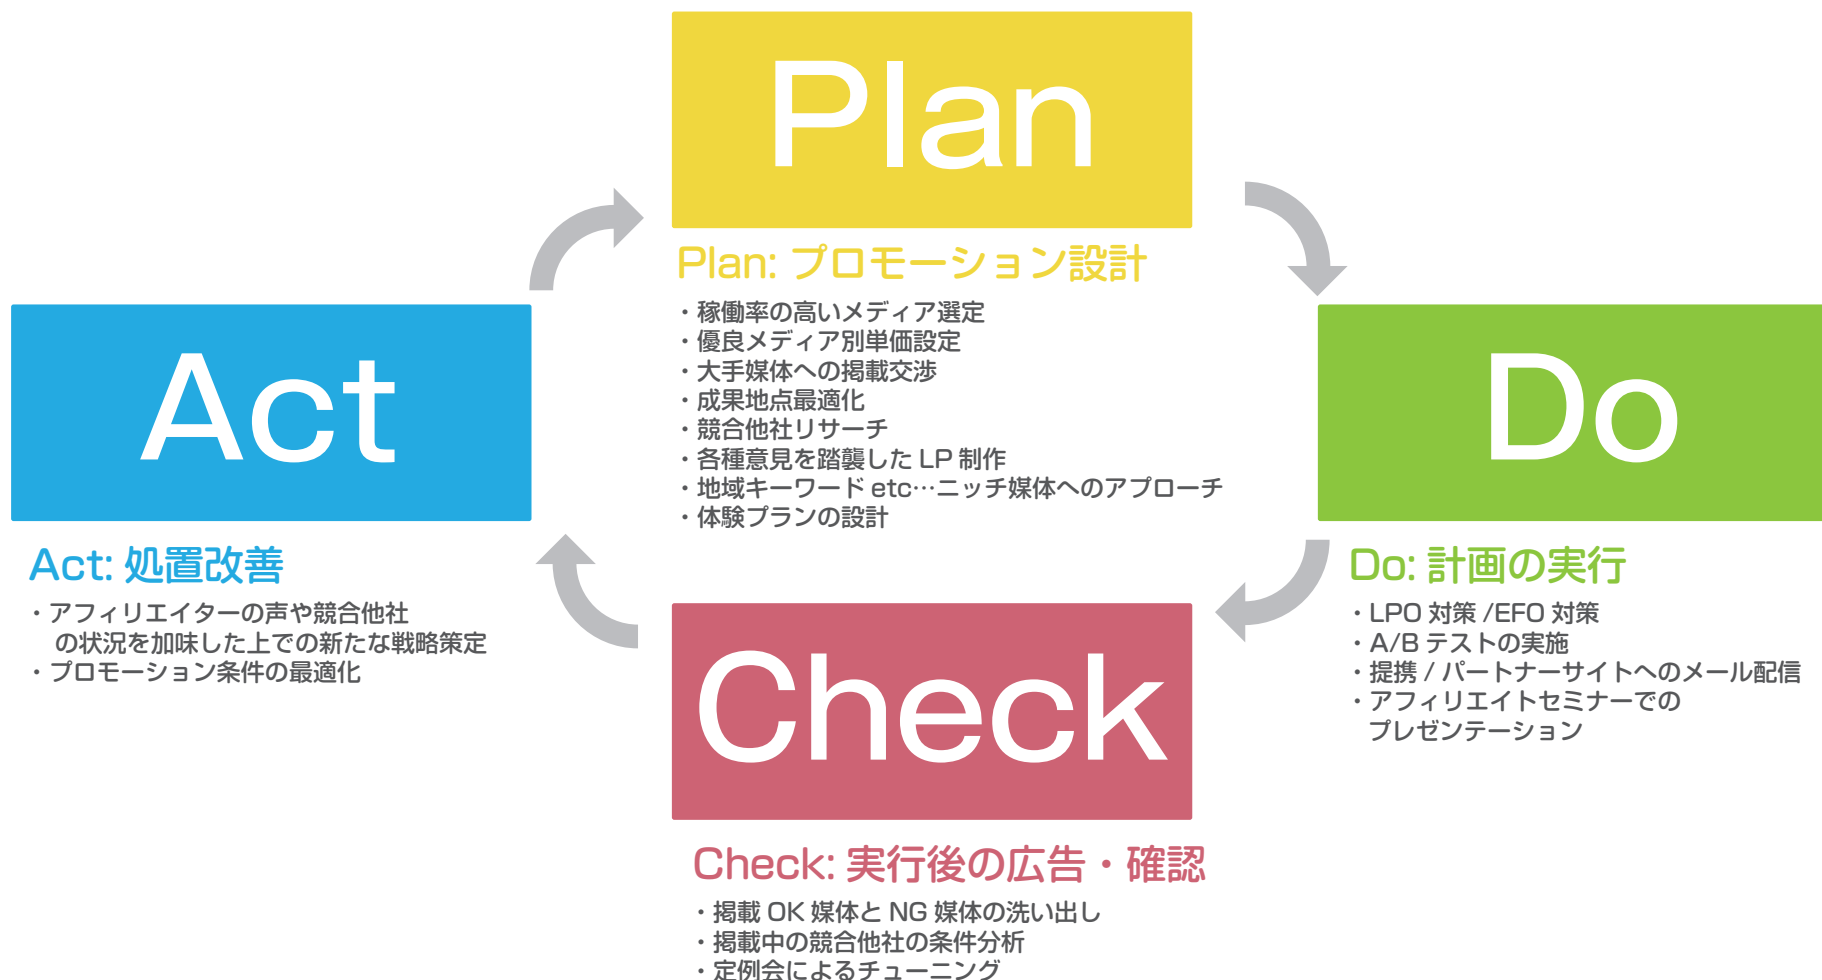 Plan
Plan: プロモーション設計
・稼働率の高いメディア選定
・優良メディア別単価設定
・大手媒体への掲載交渉
・成果地点最適化
・競合他社リサーチ
・各種意見を踏襲した LP 制作
・地域キーワード etc…ニッチ媒体へのアプローチ
・体験プランの設計
Do
Do: 計画の実行
・LPO 対策 /EFO 対策
・A/B テストの実施
・提携 / パートナーサイトへのメール配信
・アフィリエイトセミナーでの
プレゼンテーション
Check
Check: 実行後の広告・確認
・掲載 OK 媒体と NG 媒体の洗い出し
・掲載中の競合他社の条件分析
・定例会によるチューニング
Act
Act: 処置改善
・アフィリエイターの声や競合他社
の状況を加味した上での新たな戦略策定
・プロモーション条件の最適化